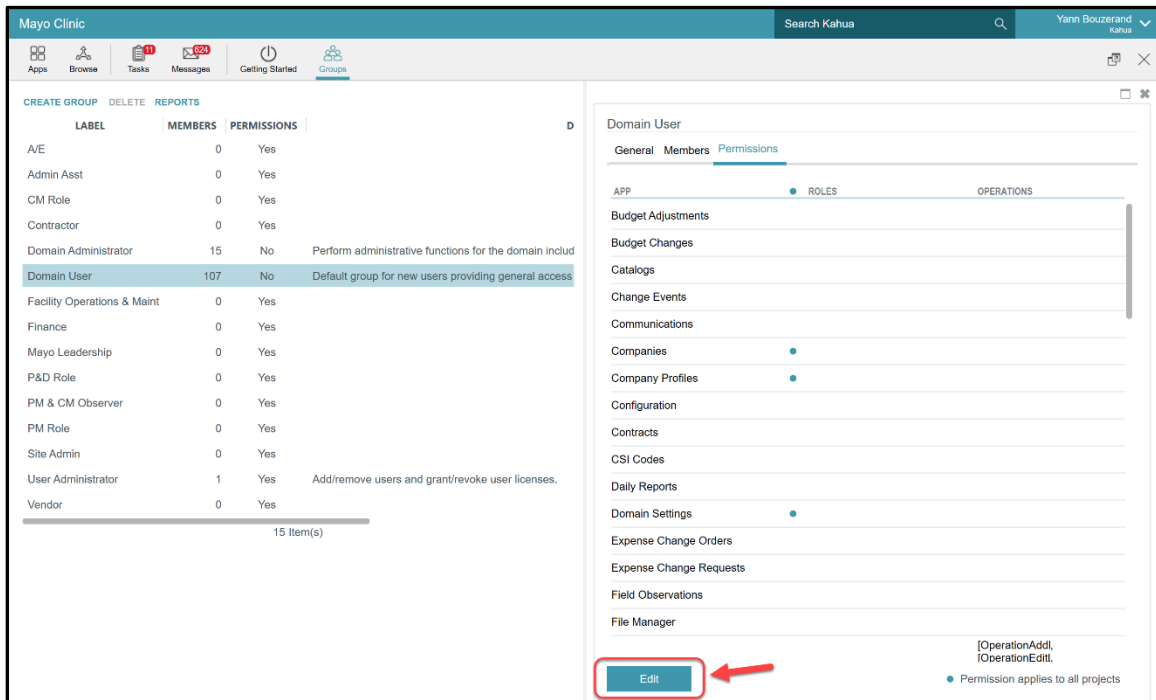 Mayo Clinic
Search Kahua
Yann Bouzerand
Kahua
11
624
Apps Browse Tasks Messages Getting Started Groups
CREATE GROUP DELETE REPORTS
LABEL MEMBERS PERMISSIONS D
A/E 0 Yes
Admin Asst 0 Yes
CM Role 0 Yes
Contractor 0 Yes
Domain Administrator 15 No Perform administrative functions for the domain includ
Domain User 107 No Default group for new users providing general access
Facility Operations & Maint 0 Yes
Finance 0 Yes
Mayo Leadership 0 Yes
P&D Role 0 Yes
PM & CM Observer 0 Yes
PM Role 0 Yes
Site Admin 0 Yes
User Administrator 1 Yes Add/remove users and grant/revoke user licenses.
Vendor 0 Yes
15 Item(s)
Domain User
General Members Permissions
APP ROLES OPERATIONS
Budget Adjustments
Budget Changes
Catalogs
Change Events
Communications
Companies
Company Profiles
Configuration
Contracts
CSI Codes
Daily Reports
Domain Settings
Expense Change Orders
Expense Change Requests
Field Observations
File Manager
[OperationAdd],
[OperationEdit],
Edit
Permission applies to all projects